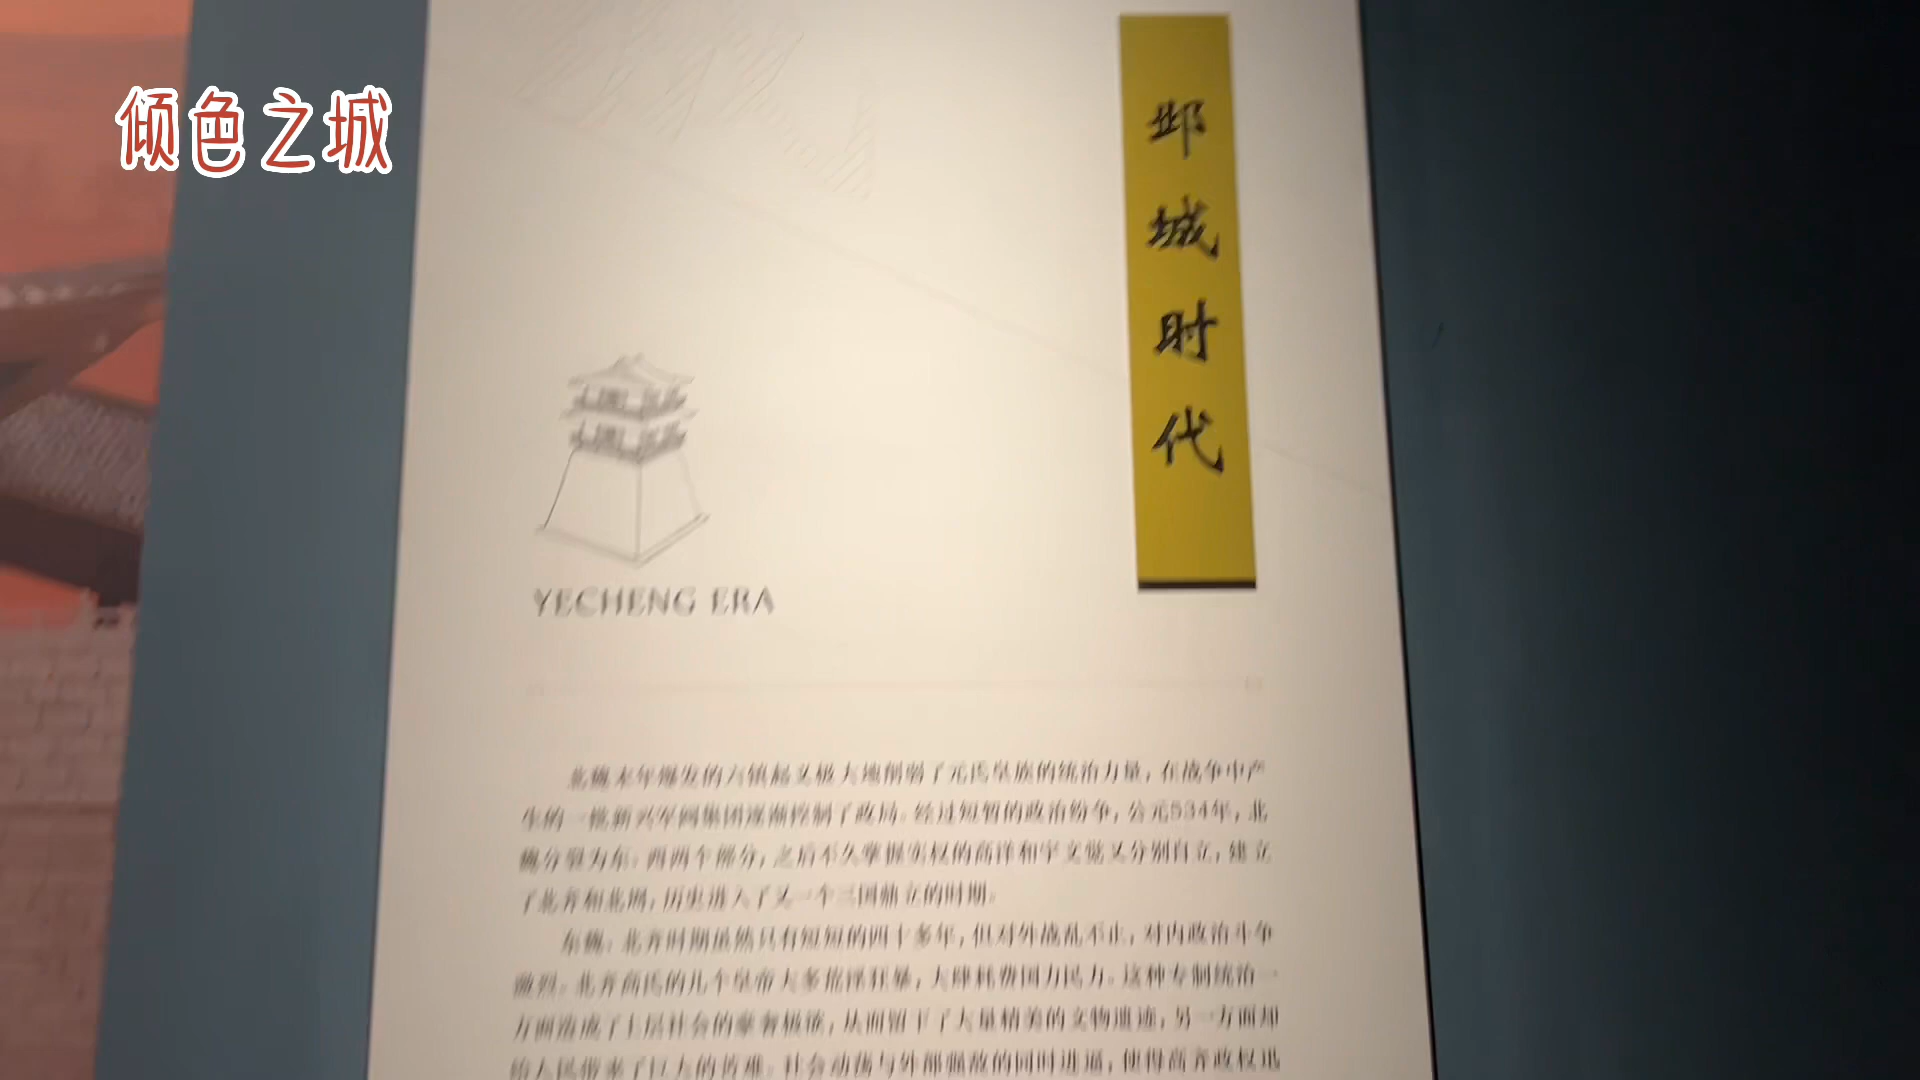 倾色之城
邺城时代
YECHENG ERA
北魏末年爆发的六镇起义极大地削弱了元氏皇族的统治力量，在战争中产
生的一批新兴军阀集团逐渐控制了政局。经过短暂的政治纷争，公元534年，北
魏分裂为东、西两个部分，之后不久掌握实权的高洋和宇文觉又分别自立，建立
了北齐和北周，历史进入了又一个三国鼎立的时期。
东魏、北齐时期虽然只有短短的四十多年，但对外战乱不止，对内政治斗争
激烈。北齐高氏的几个皇帝大多荒淫狂暴，大肆耗费国力民力。这种专制统治一
方面造成了上层社会的豪奢极欲，从而留下了大量精美的文物遗迹，另一方面却
给人民带来了巨大的苦难。社会动荡与外部强敌的同时进逼，使得高齐政权迅